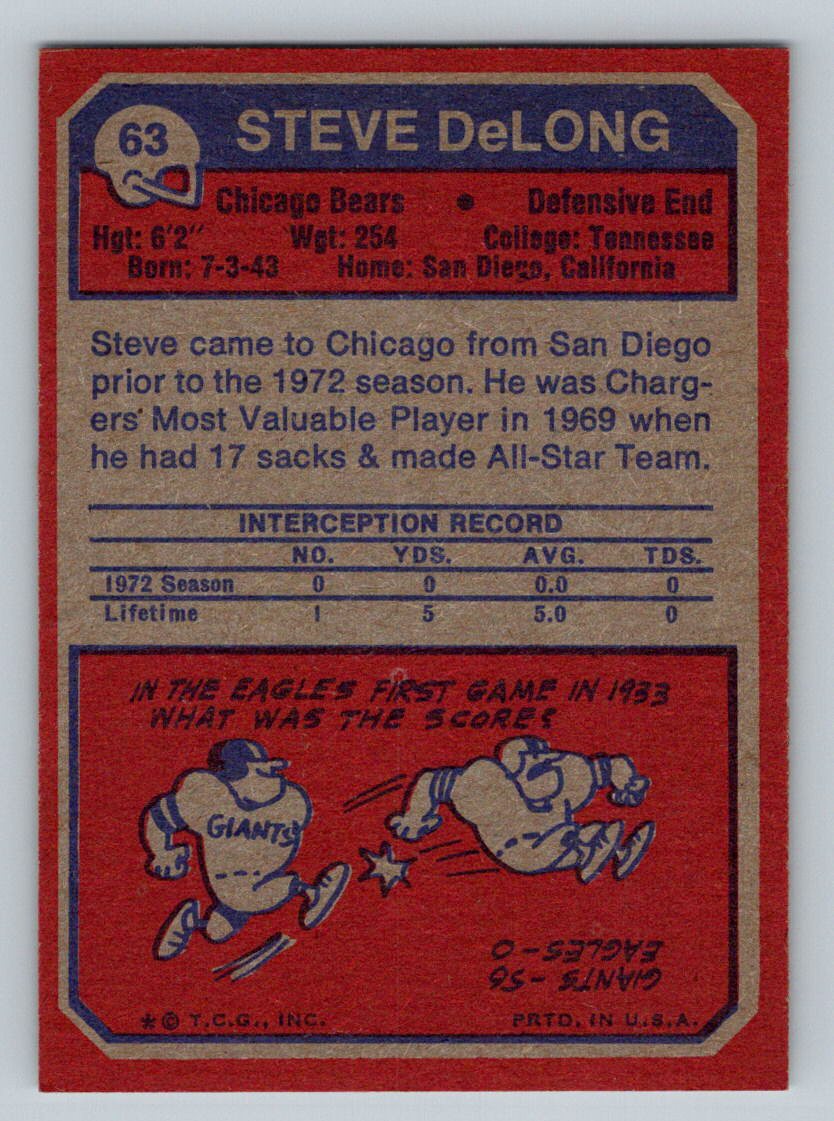 63
STEVE DeLONG
Chicago Bears • Defensive End
Hgt: 6'2" Wgt: 254 College: Tennessee
Born: 7-3-43 Home: San Diego, California
Steve came to Chicago from San Diego
prior to the 1972 season. He was Charg-
ers' Most Valuable Player in 1969 when
he had 17 sacks & made All-Star Team.
INTERCEPTION RECORD
NO. YDS. AVG. TDS.
1972 Season 0 0 0.0 0
Lifetime 1 5 5.0 0
IN THE EAGLES FIRST GAME IN 1933
WHAT WAS THE SCORE?
GIANTS
GIANTS - 56
EAGLES - 0
* © T.C.G., INC. PRTD. IN U.S.A.